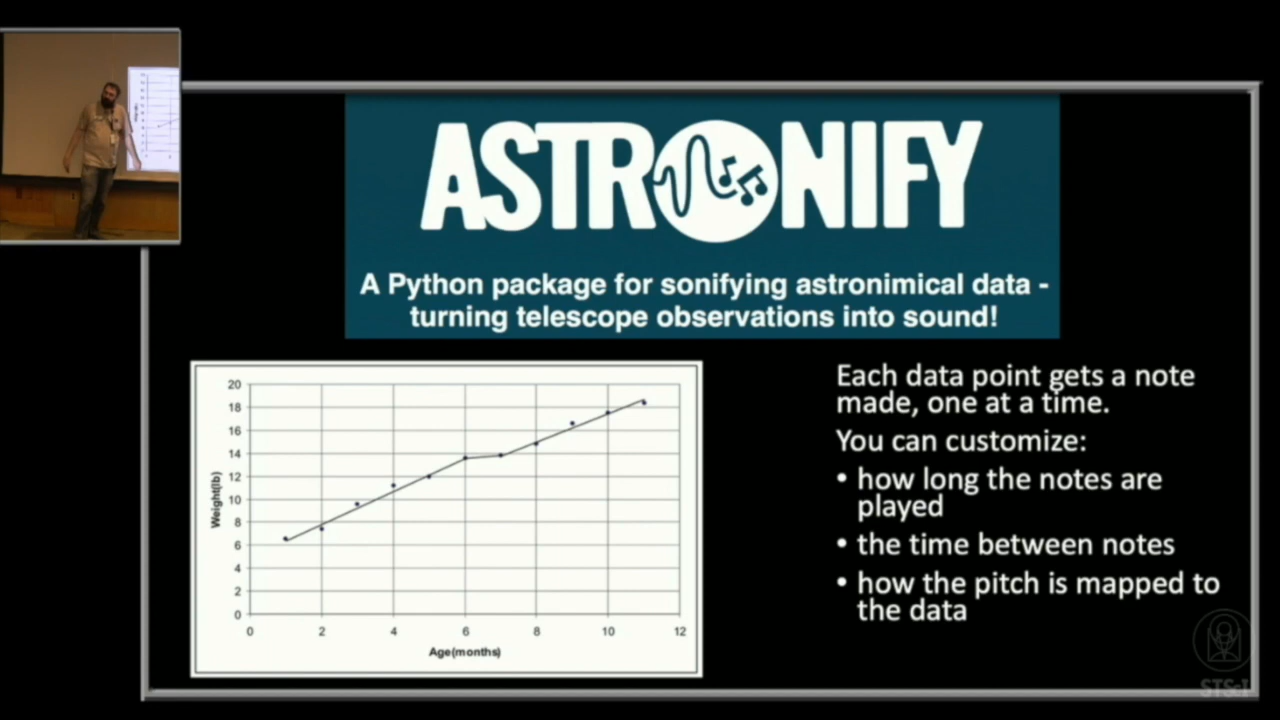 ASTRONIFY
A Python package for sonifying astronimical data -
turning telescope observations into sound!
Each data point gets a note
made, one at a time.
You can customize:
• how long the notes are
played
• the time between notes
• how the pitch is mapped to
the data
20
18
16
14
12
10
8
6
4
2
0
Weight(lb)
0 2 4 6 8 10 12
Age(months)
STScI